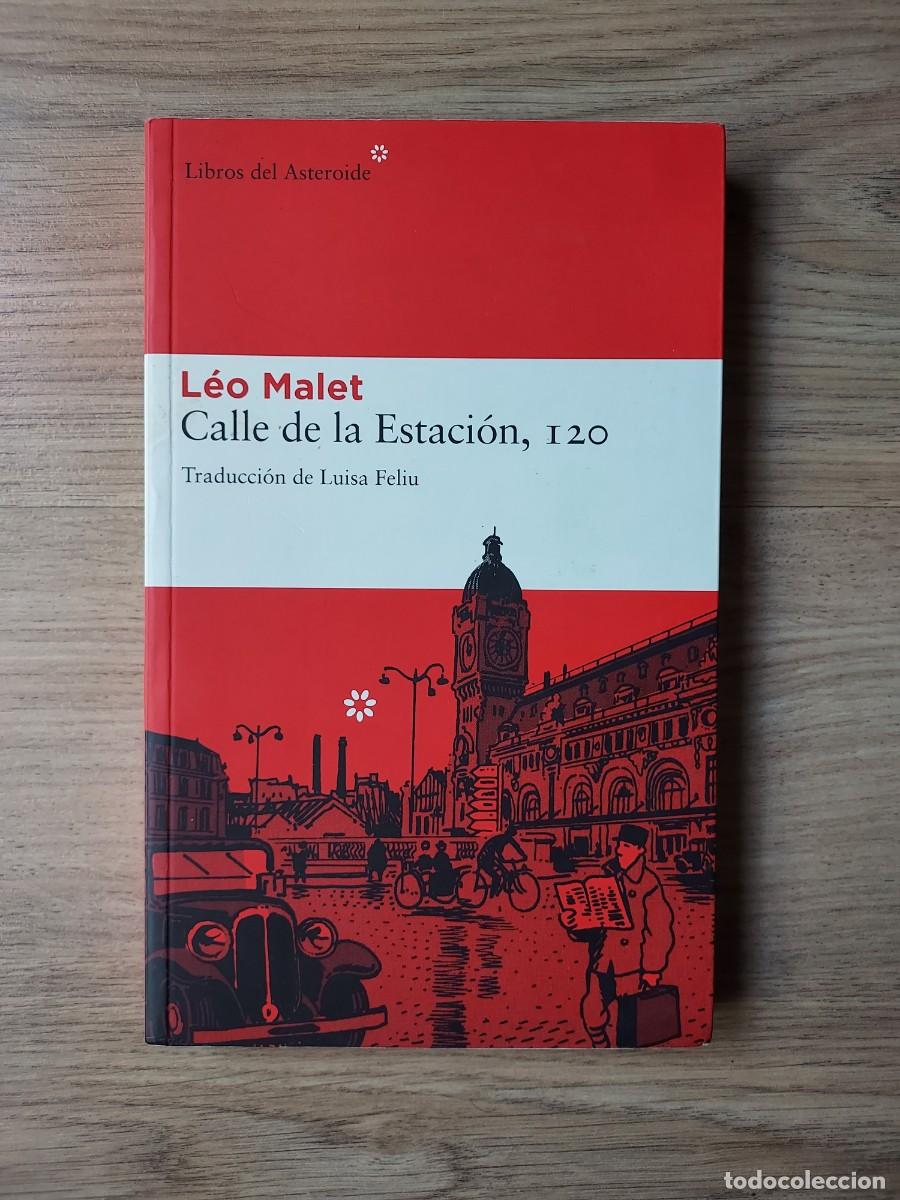 Libros del Asteroide
Léo Malet
Calle de la Estación, 120
Traducción de Luisa Feliu
todocoleccion